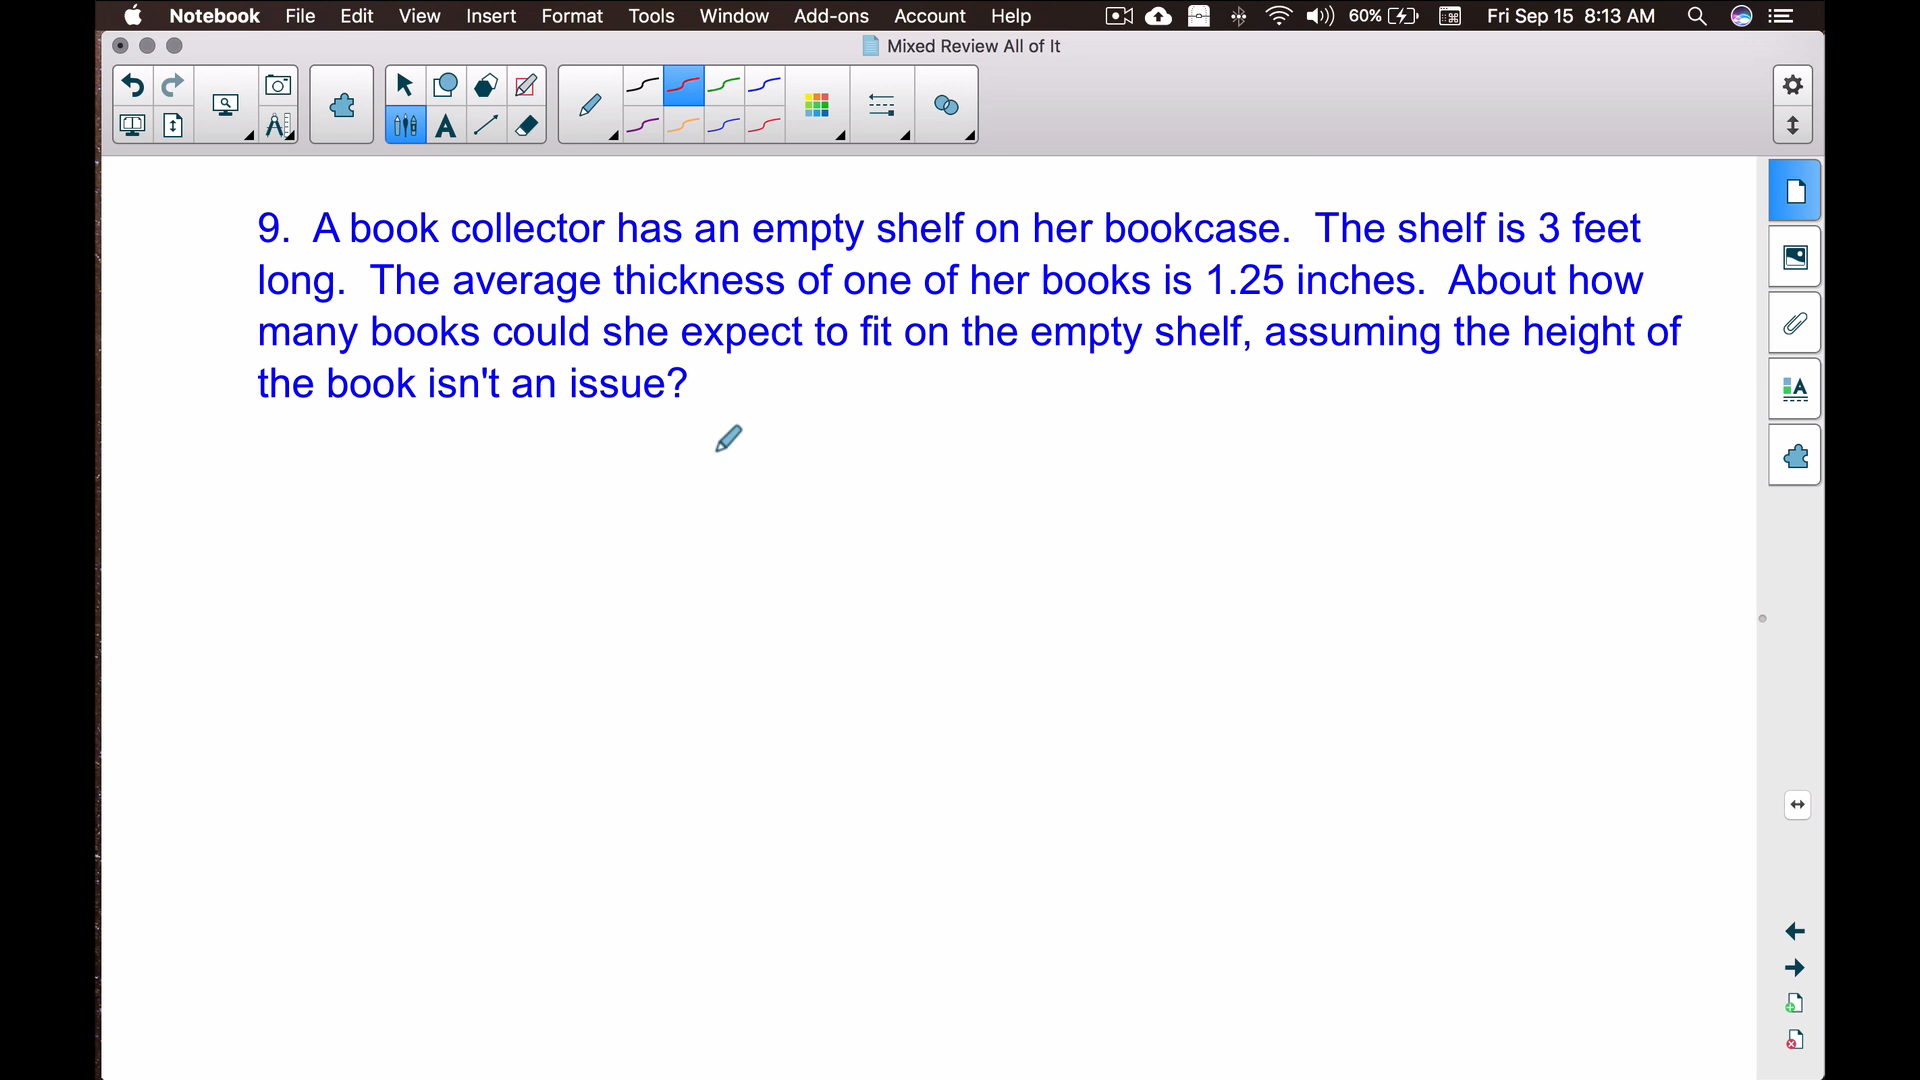 Notebook File Edit View Insert Format Tools Window Add-ons Account Help 60% Fri Sep 15 8:13 AM
Mixed Review All of It
9. A book collector has an empty shelf on her bookcase. The shelf is 3 feet
long. The average thickness of one of her books is 1.25 inches. About how
many books could she expect to fit on the empty shelf, assuming the height of
the book isn't an issue?